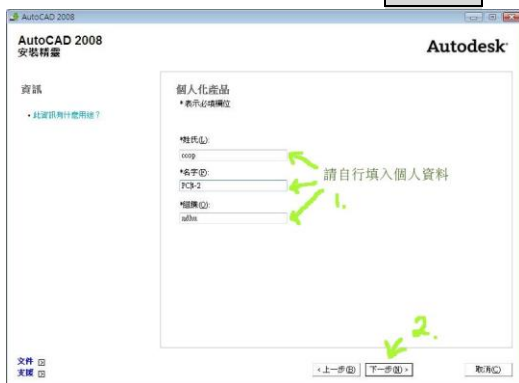 AutoCAD 2008
AutoCAD 2008
安裝精靈
Autodesk
資訊
• 此資訊有什麼用途？
個人化產品
* 表示必填欄位
*姓氏(L):
ccop
*名字(F):
PCB-2
*組織(O):
請自行填入個人資料
1.
2.
文件
支援
<上一步(B)
下一步(N)>
取消(C)